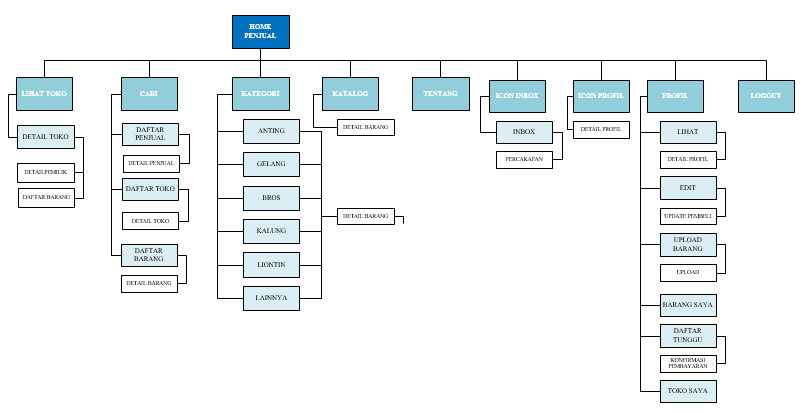 HOME
PENJUAL
LIHAT TOKO
CARI
KATEGORI
KATALOG
TENTANG
ICON INBOX
ICON PROFIL
PROFIL
LOGOUT
DETAIL TOKO
DETAILPEMILIK
DAFTAR BARANG
DAFTAR
PENJUAL
DETAIL PENJUAL
DAFTAR TOKO
DETAIL TOKO
DAFTAR
BARANG
DETAIL BARANG
ANTING
GELANG
BROS
KALUNG
LIONTIN
LAINNYA
DETAIL BARANG
DETAIL BARANG
INBOX
PERCAKAPAN
DETAIL PROFIL
LIHAT
DETAIL PROFIL
EDIT
UPDATE PEMBELI
UPLOAD
BARANG
UPLOAD
BARANG SAYA
DAFTAR
TUNGGU
KONFIRMASI
PEMBAYARAN
TOKO SAYA